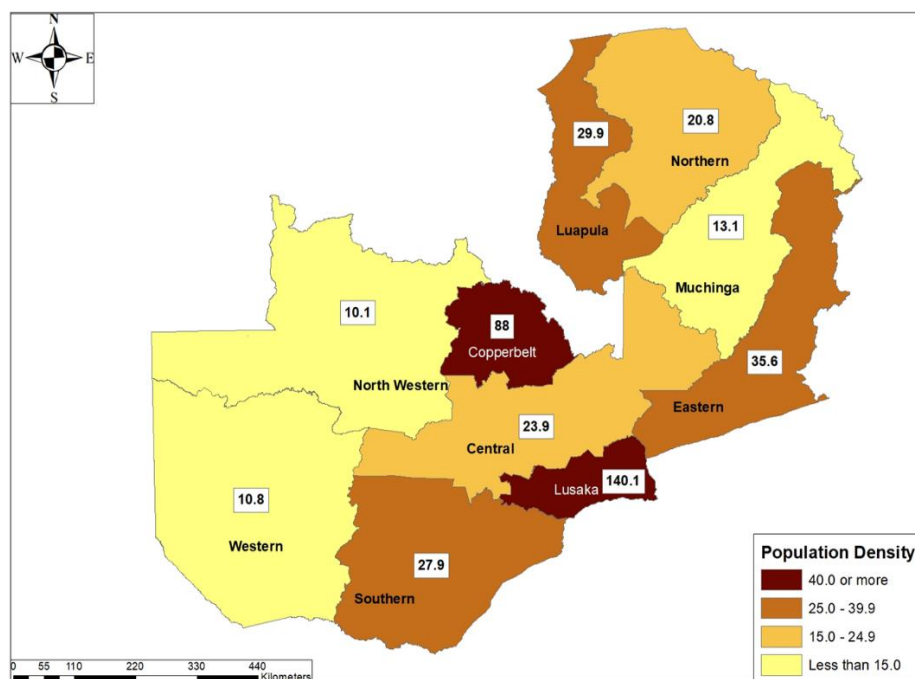 N
W E
S
29.9
20.8
Northern
Luapula
13.1
Muchinga
10.1
North Western
88
Copperbelt
35.6
Eastern
23.9
Central
140.1
Lusaka
10.8
Western
27.9
Southern
Population Density
40.0 or more
25.0 - 39.9
15.0 - 24.9
Less than 15.0
0 55 110 220 330 440
Kilometers